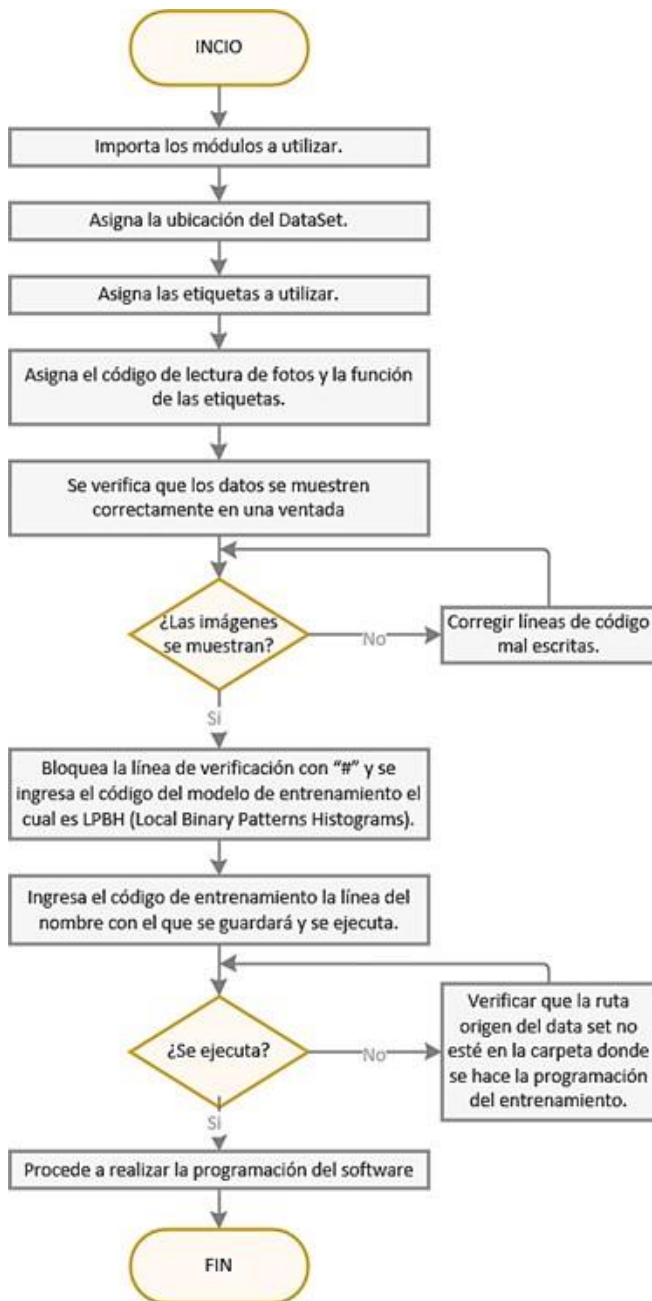 INCIO
Importa los módulos a utilizar.
Asigna la ubicación del DataSet.
Asigna las etiquetas a utilizar.
Asigna el código de lectura de fotos y la función
de las etiquetas.
Se verifica que los datos se muestren
correctamente en una ventada
¿Las imágenes
se muestran?
No
Corregir líneas de código
mal escritas.
Si
Bloquea la línea de verificación con “#” y se
ingresa el código del modelo de entrenamiento el
cual es LPBH (Local Binary Patterns Histograms).
Ingresa el código de entrenamiento la línea del
nombre con el que se guardará y se ejecuta.
¿Se ejecuta?
No
Verificar que la ruta
origen del data set no
esté en la carpeta donde
se hace la programación
del entrenamiento.
Si
Procede a realizar la programación del software
FIN